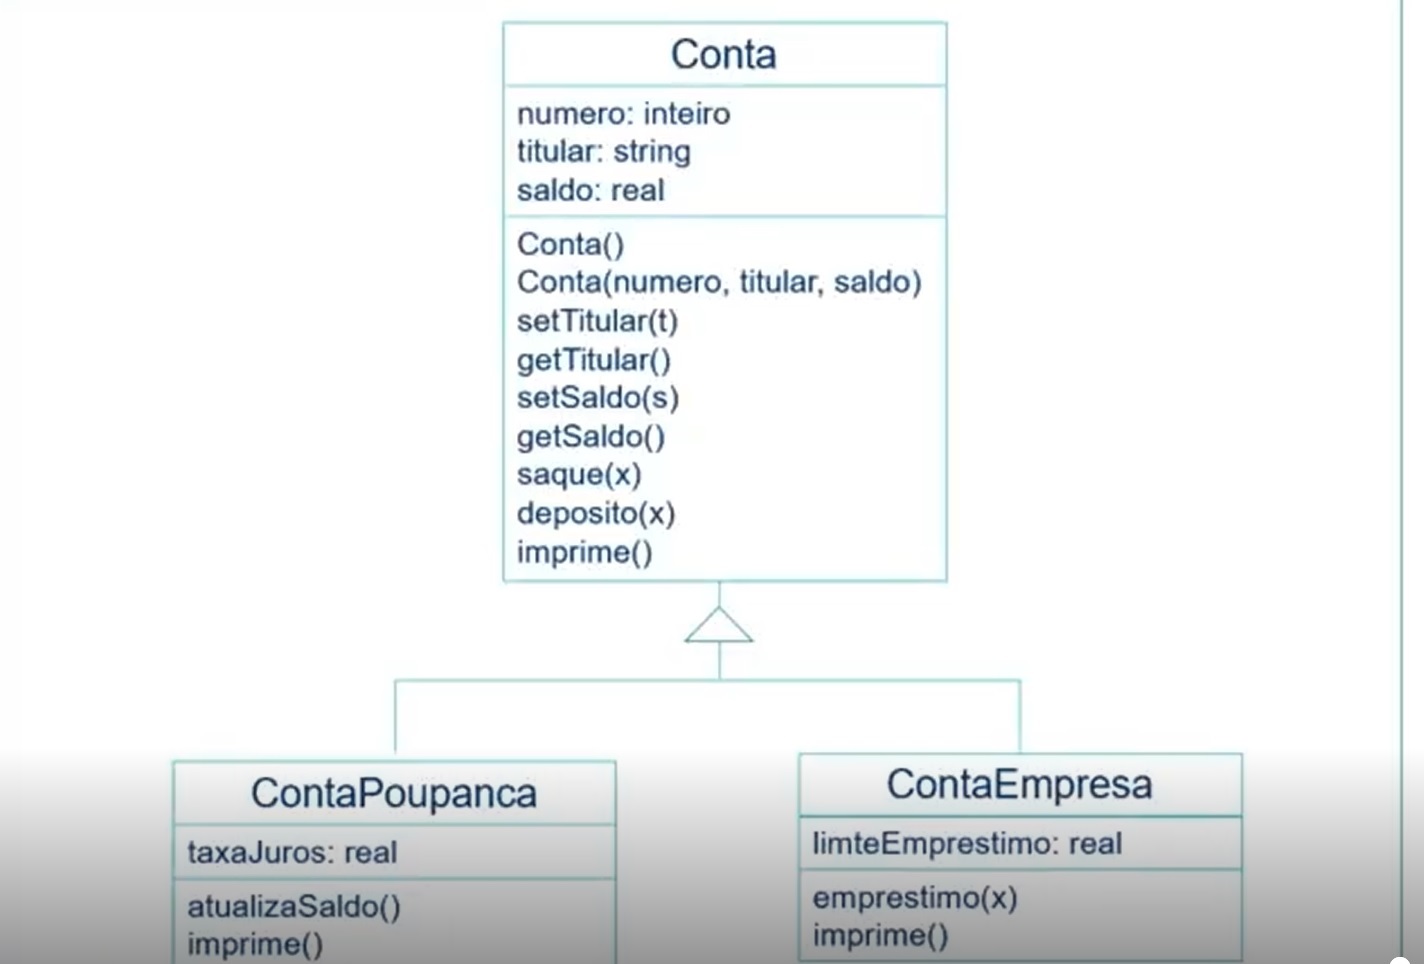 Conta
numero: inteiro
titular: string
saldo: real
Conta()
Conta(numero, titular, saldo)
setTitular(t)
getTitular()
setSaldo(s)
getSaldo()
saque(x)
deposito(x)
imprime()
ContaPoupanca
taxaJuros: real
atualizaSaldo()
imprime()
ContaEmpresa
limteEmprestimo: real
emprestimo(x)
imprime()